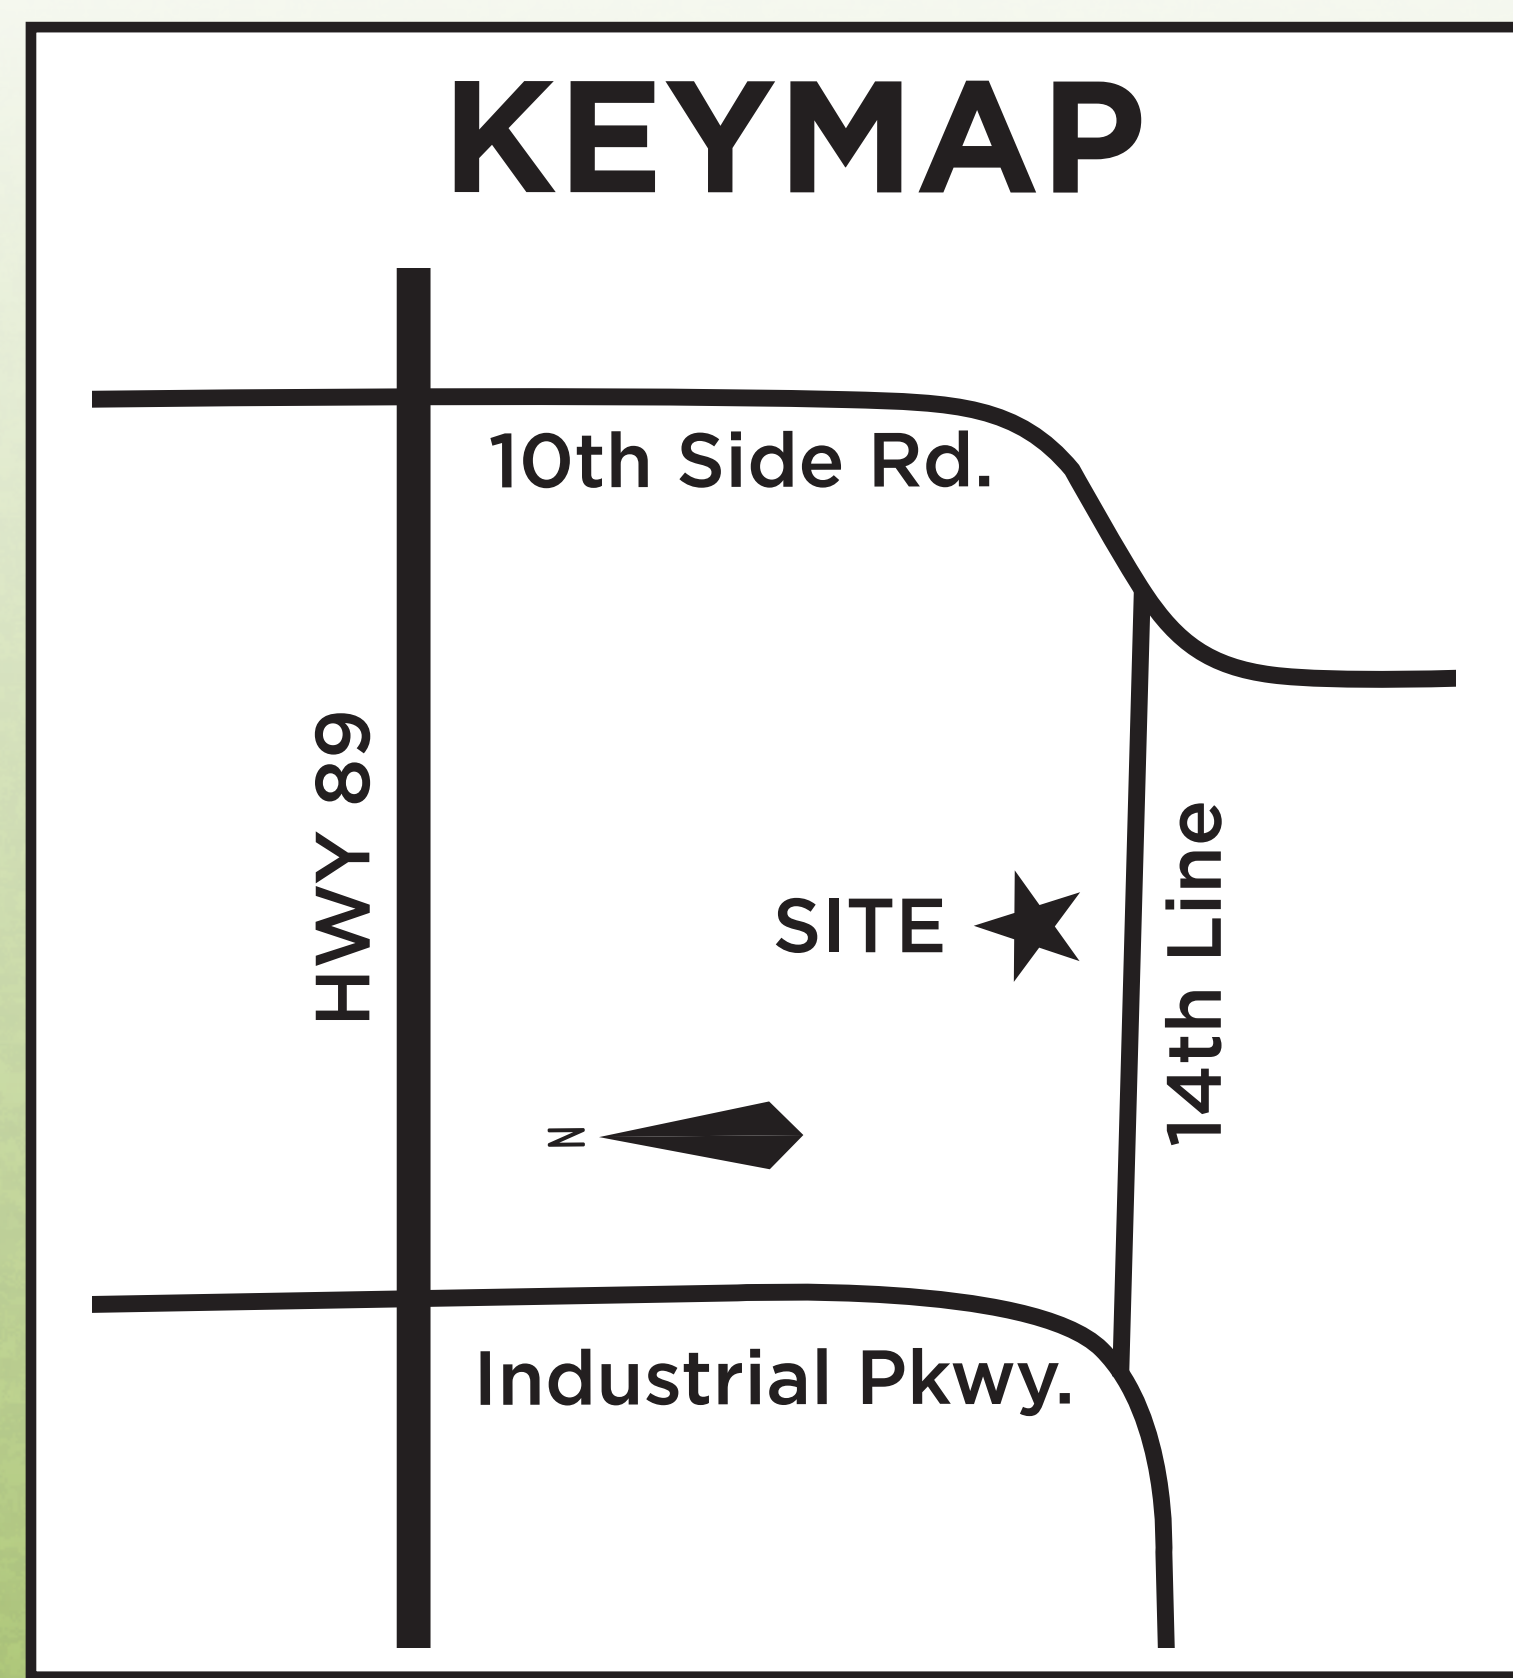 KEYMAP
10th Side Rd.
HWY 89
14th Line
SITE
N
Industrial Pkwy.